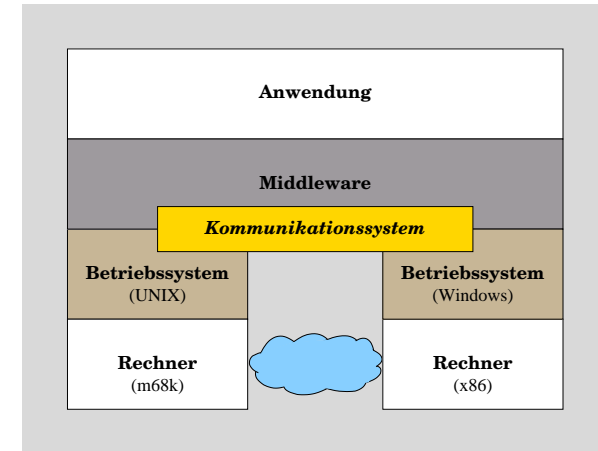 Anwendung
Middleware
Kommunikationssystem
Betriebssystem
(UNIX)
Betriebssystem
(Windows)
Rechner
(m68k)
Rechner
(x86)